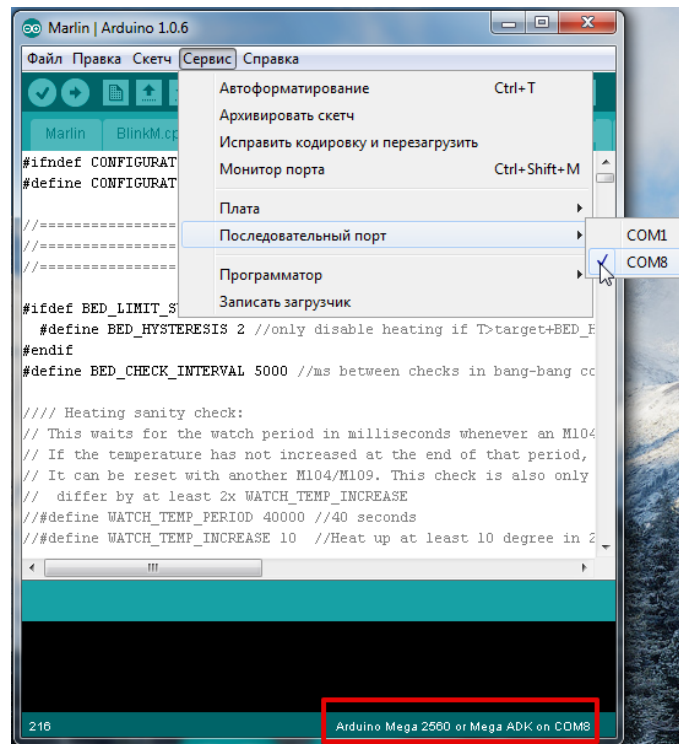 Marlin | Arduino 1.0.6
Файл Правка Скетч Сервис Справка
Автоформатирование Ctrl+T
Архивировать скетч
Исправить кодировку и перезагрузить
Монитор порта Ctrl+Shift+M
Плата
Последовательный порт
COM1
COM8
Программатор
Записать загрузчик
Marlin BlinkM.cp
#ifndef CONFIGURAT
#define CONFIGURAT
//==================
//==================
//==================
#ifdef BED_LIMIT_S
#define BED_HYSTERESIS 2 //only disable heating if T>target+BED_H
#endif
#define BED_CHECK_INTERVAL 5000 //ms between checks in bang-bang co
//// Heating sanity check:
// This waits for the watch period in milliseconds whenever an M104
// If the temperature has not increased at the end of that period,
// It can be reset with another M104/M109. This check is also only
// differ by at least 2x WATCH_TEMP_INCREASE
//#define WATCH_TEMP_PERIOD 40000 //40 seconds
//#define WATCH_TEMP_INCREASE 10 //Heat up at least 10 degree in 2
216
Arduino Mega 2560 or Mega ADK on COM8